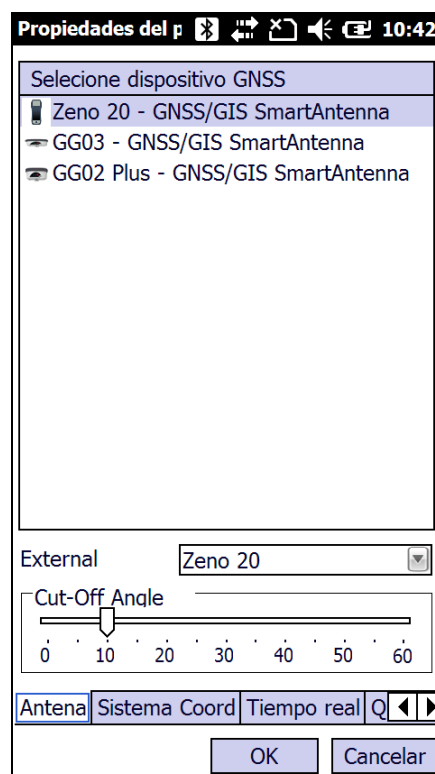 Propiedades del p 10:42
Selecione dispositivo GNSS
Zeno 20 - GNSS/GIS SmartAntenna
GG03 - GNSS/GIS SmartAntenna
GG02 Plus - GNSS/GIS SmartAntenna
External Zeno 20
Cut-Off Angle
0 10 20 30 40 50 60
Antena Sistema Coord Tiempo real Q
OK Cancelar